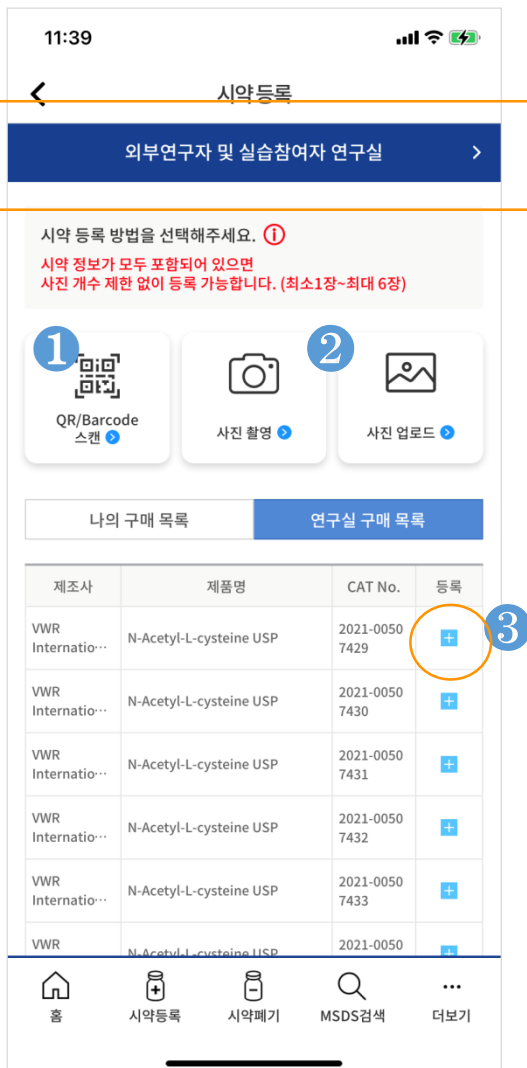 11:39
시약 등록
외부연구자 및 실습참여자 연구실
시약 등록 방법을 선택해주세요.
시약 정보가 모두 포함되어 있으면
사진 개수 제한 없이 등록 가능합니다. (최소1장~최대 6장)
1
2
QR/Barcode
스캔
사진 촬영
사진 업로드
나의 구매 목록
연구실 구매 목록
제조사 제품명 CAT No. 등록
3
VWR
Internatio… N-Acetyl-L-cysteine USP 2021-0050
7429
VWR
Internatio… N-Acetyl-L-cysteine USP 2021-0050
7430
VWR
Internatio… N-Acetyl-L-cysteine USP 2021-0050
7431
VWR
Internatio… N-Acetyl-L-cysteine USP 2021-0050
7432
VWR
Internatio… N-Acetyl-L-cysteine USP 2021-0050
7433
VWR N-Acetyl-L-cysteine USP 2021-0050
홈 시약등록 시약폐기 MSDS검색 더보기